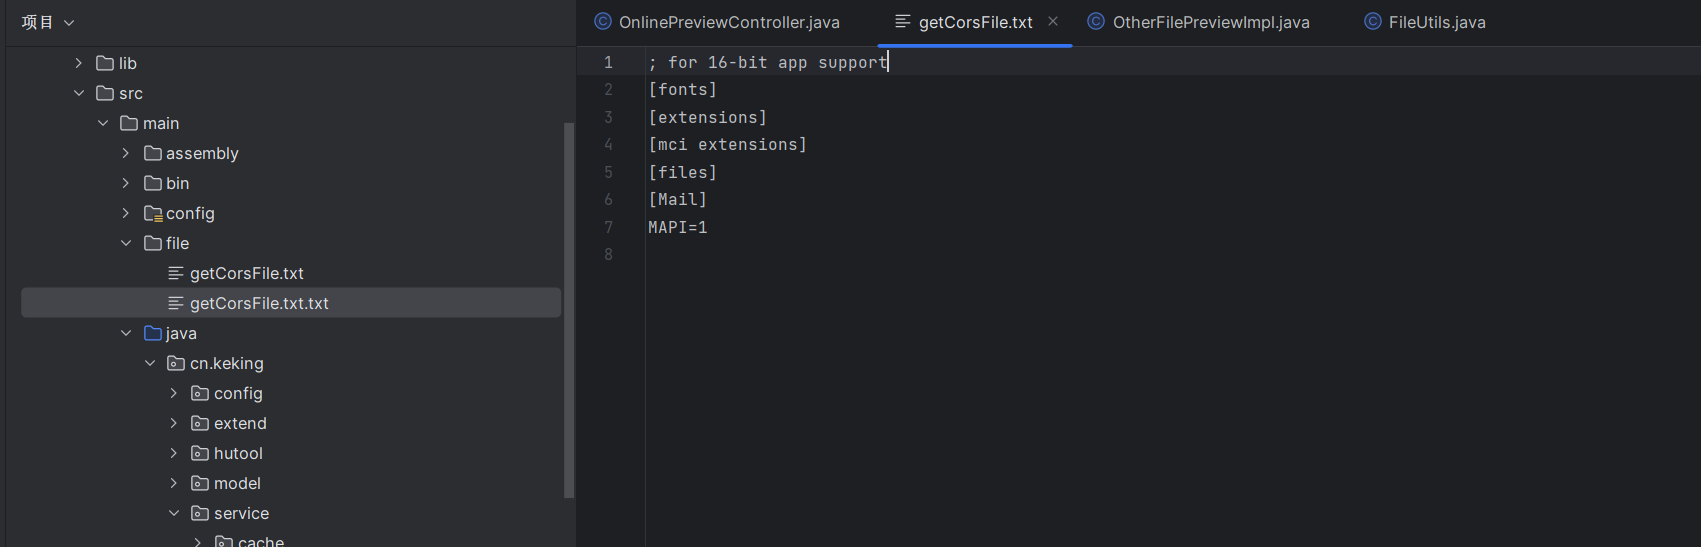 项目
lib
src
main
assembly
bin
config
file
getCorsFile.txt
getCorsFile.txt.txt
java
cn.keking
config
extend
hutool
model
service
cache
OnlinePreviewController.java getCorsFile.txt OtherFilePreviewImpl.java FileUtils.java
1 ; for 16-bit app support
2 [fonts]
3 [extensions]
4 [mci extensions]
5 [files]
6 [Mail]
7 MAPI=1
8